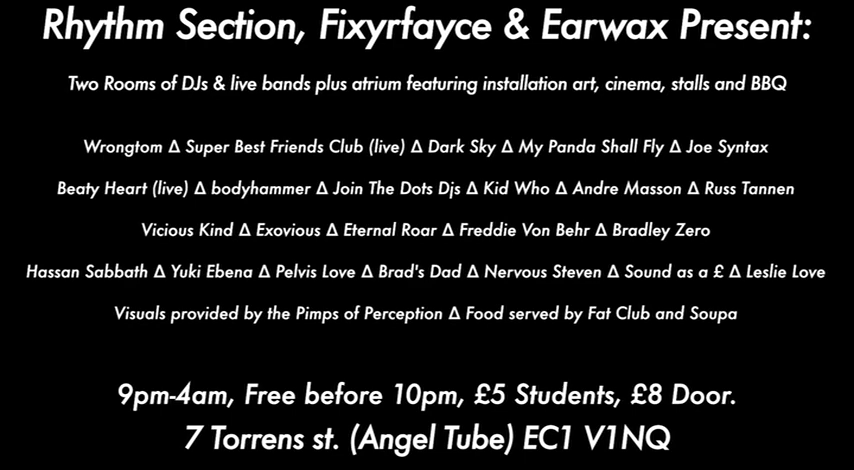 Rhythm Section, Fixyrfayce & Earwax Present:
Two Rooms of DJs & live bands plus atrium featuring installation art, cinema, stalls and BBQ
Wrongtom Δ Super Best Friends Club (live) Δ Dark Sky Δ My Panda Shall Fly Δ Joe Syntax
Beaty Heart (live) Δ bodyhammer Δ Join The Dots Djs Δ Kid Who Δ Andre Masson Δ Russ Tannen
Vicious Kind Δ Exovious Δ Eternal Roar Δ Freddie Von Behr Δ Bradley Zero
Hassan Sabbath Δ Yuki Ebena Δ Pelvis Love Δ Brad's Dad Δ Nervous Steven Δ Sound as a £ Δ Leslie Love
Visuals provided by the Pimps of Perception Δ Food served by Fat Club and Soupa
9pm-4am, Free before 10pm, £5 Students, £8 Door.
7 Torrens st. (Angel Tube) EC1 V1NQ